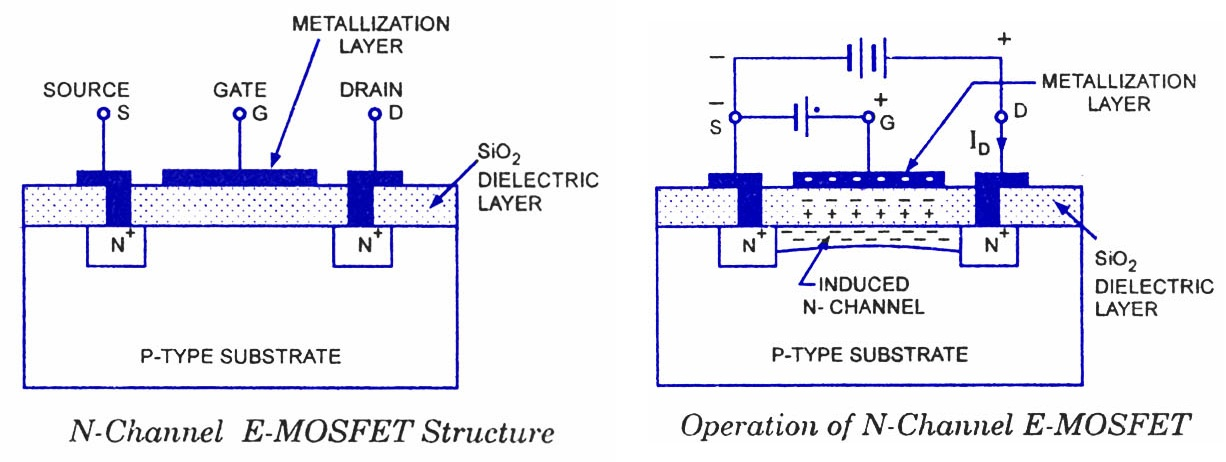 METALLIZATION
LAYER
SOURCE
GATE
DRAIN
S
G
D
SiO2
DIELECTRIC
LAYER
N+
N+
P-TYPE SUBSTRATE
N-Channel E-MOSFET Structure
−
+
METALLIZATION
LAYER
−
+
S
G
D
ID
− − − − − −
− − − − − −
+ + + + + +
N+
N+
INDUCED
N- CHANNEL
SiO2
DIELECTRIC
LAYER
P-TYPE SUBSTRATE
Operation of N-Channel E-MOSFET